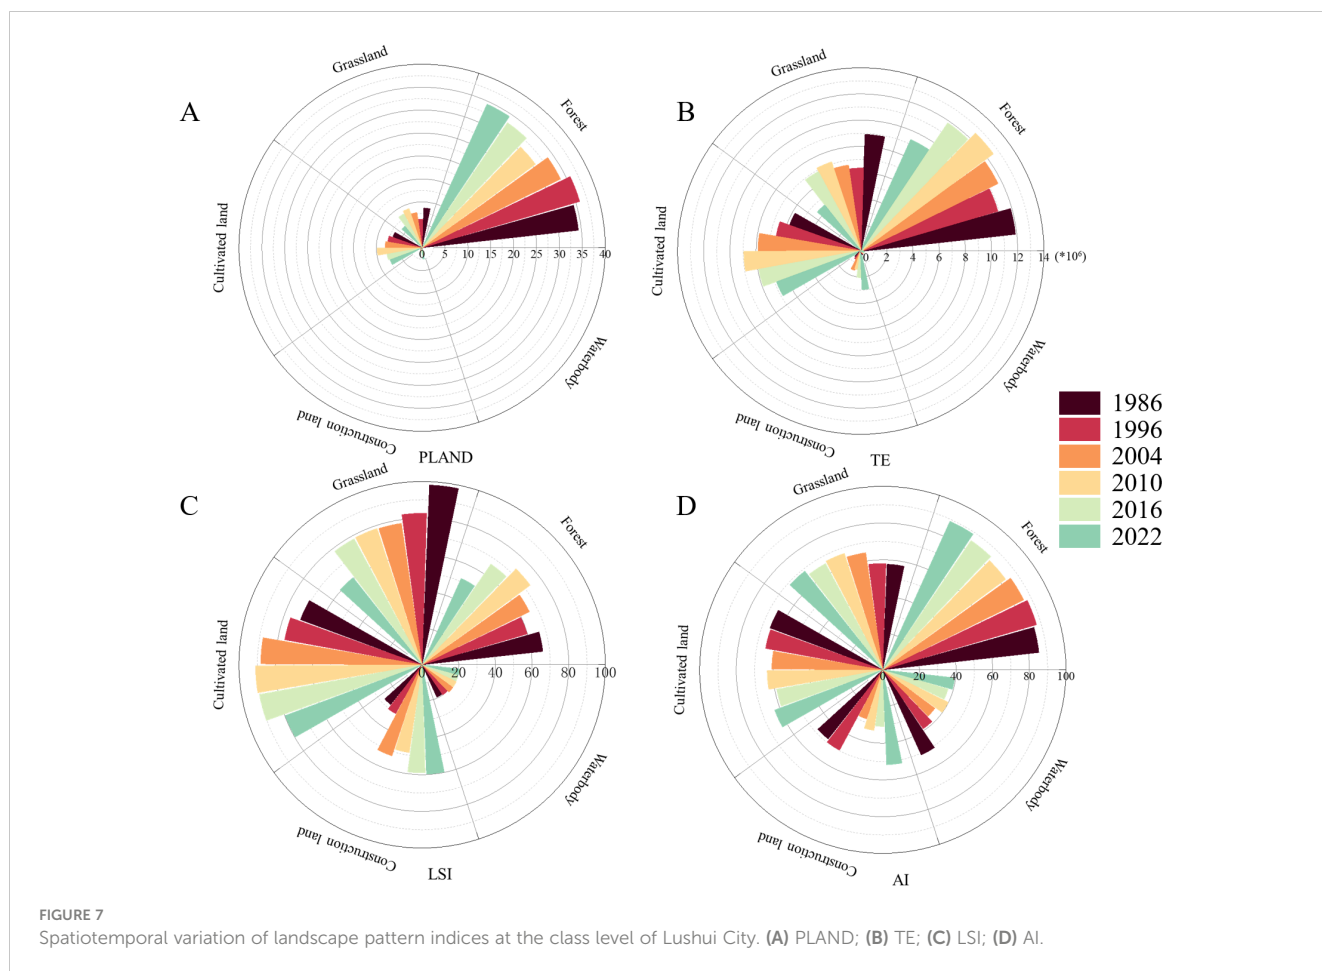 A
Grassland
Forest
Cultivated land
0 5 10 15 20 25 30 35 40
Waterbody
Construction land
PLAND
B
Grassland
Forest
Cultivated land
0 2 4 6 8 10 12 14 (*10⁶)
Waterbody
Construction land
TE
1986
1996
2004
2010
2016
2022
C
Grassland
Forest
Cultivated land
0 20 40 60 80 100
Waterbody
Construction land
LSI
D
Grassland
Forest
Cultivated land
0 20 40 60 80 100
Waterbody
Construction land
AI
FIGURE 7
Spatiotemporal variation of landscape pattern indices at the class level of Lushui City. (A) PLAND; (B) TE; (C) LSI; (D) AI.